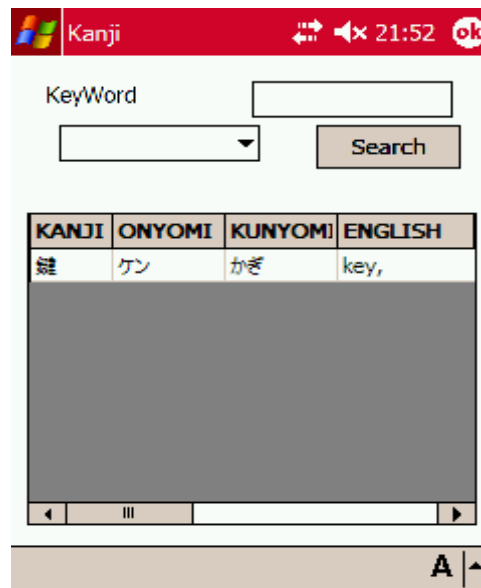 Kanji 21:52 ok
KeyWord
Search
KANJI ONYOMI KUNYOMI ENGLISH
鍵 ケン かぎ key,
A